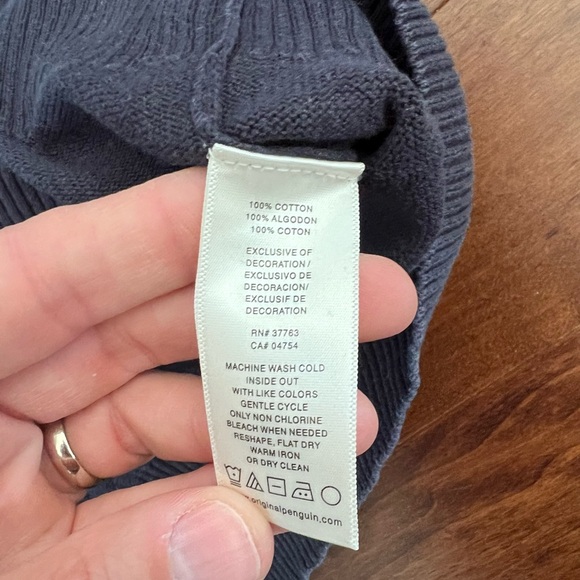 100% COTTON
100% ALGODON
100% COTON
EXCLUSIVE OF
DECORATION/
EXCLUSIVO DE
DECORACION/
EXCLUSIF DE
DECORATION
RN# 37763
CA# 04754
MACHINE WASH COLD
INSIDE OUT
WITH LIKE COLORS
GENTLE CYCLE
ONLY NON CHLORINE
BLEACH WHEN NEEDED
RESHAPE, FLAT DRY
WARM IRON
OR DRY CLEAN
.originalpenguin.com